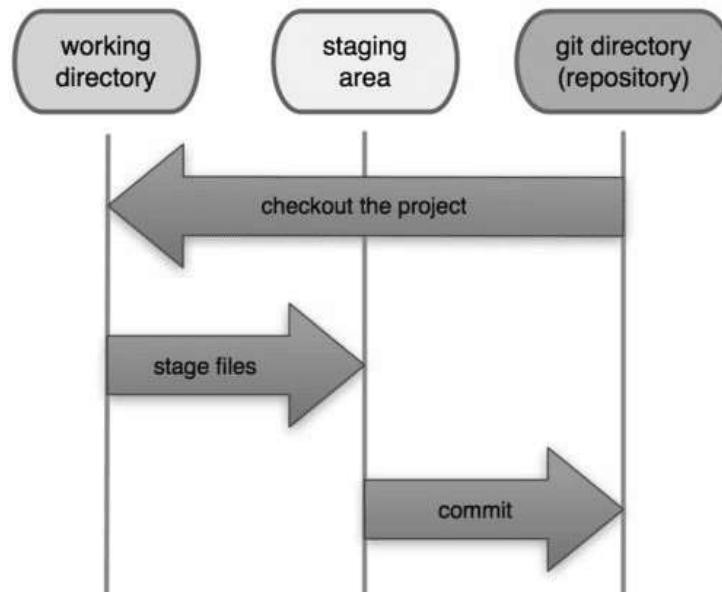 working
directory
staging
area
git directory
(repository)
checkout the project
stage files
commit